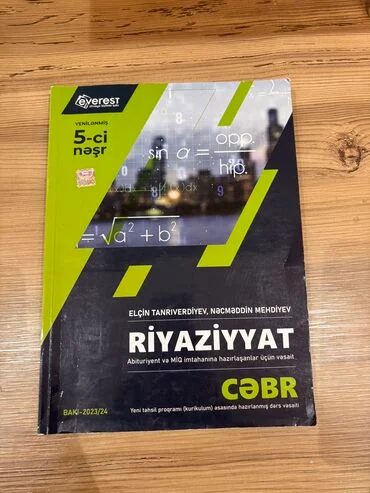 everest
YENİLƏNMİŞ
5-ci
nəşr
sin a = opp. / hip.
= √a² + b²
ELÇİN TANRIVERDİYEV, NƏCMƏDDİN MEHDİYEV
RİYAZİYYAT
Abituriyent və MİQ imtahanına hazırlaşanlar üçün vəsait
CƏBR
BAKI-2023/24
Yeni təhsil proqramı (kurikulum) əsasında hazırlanmış dərs vəsaiti